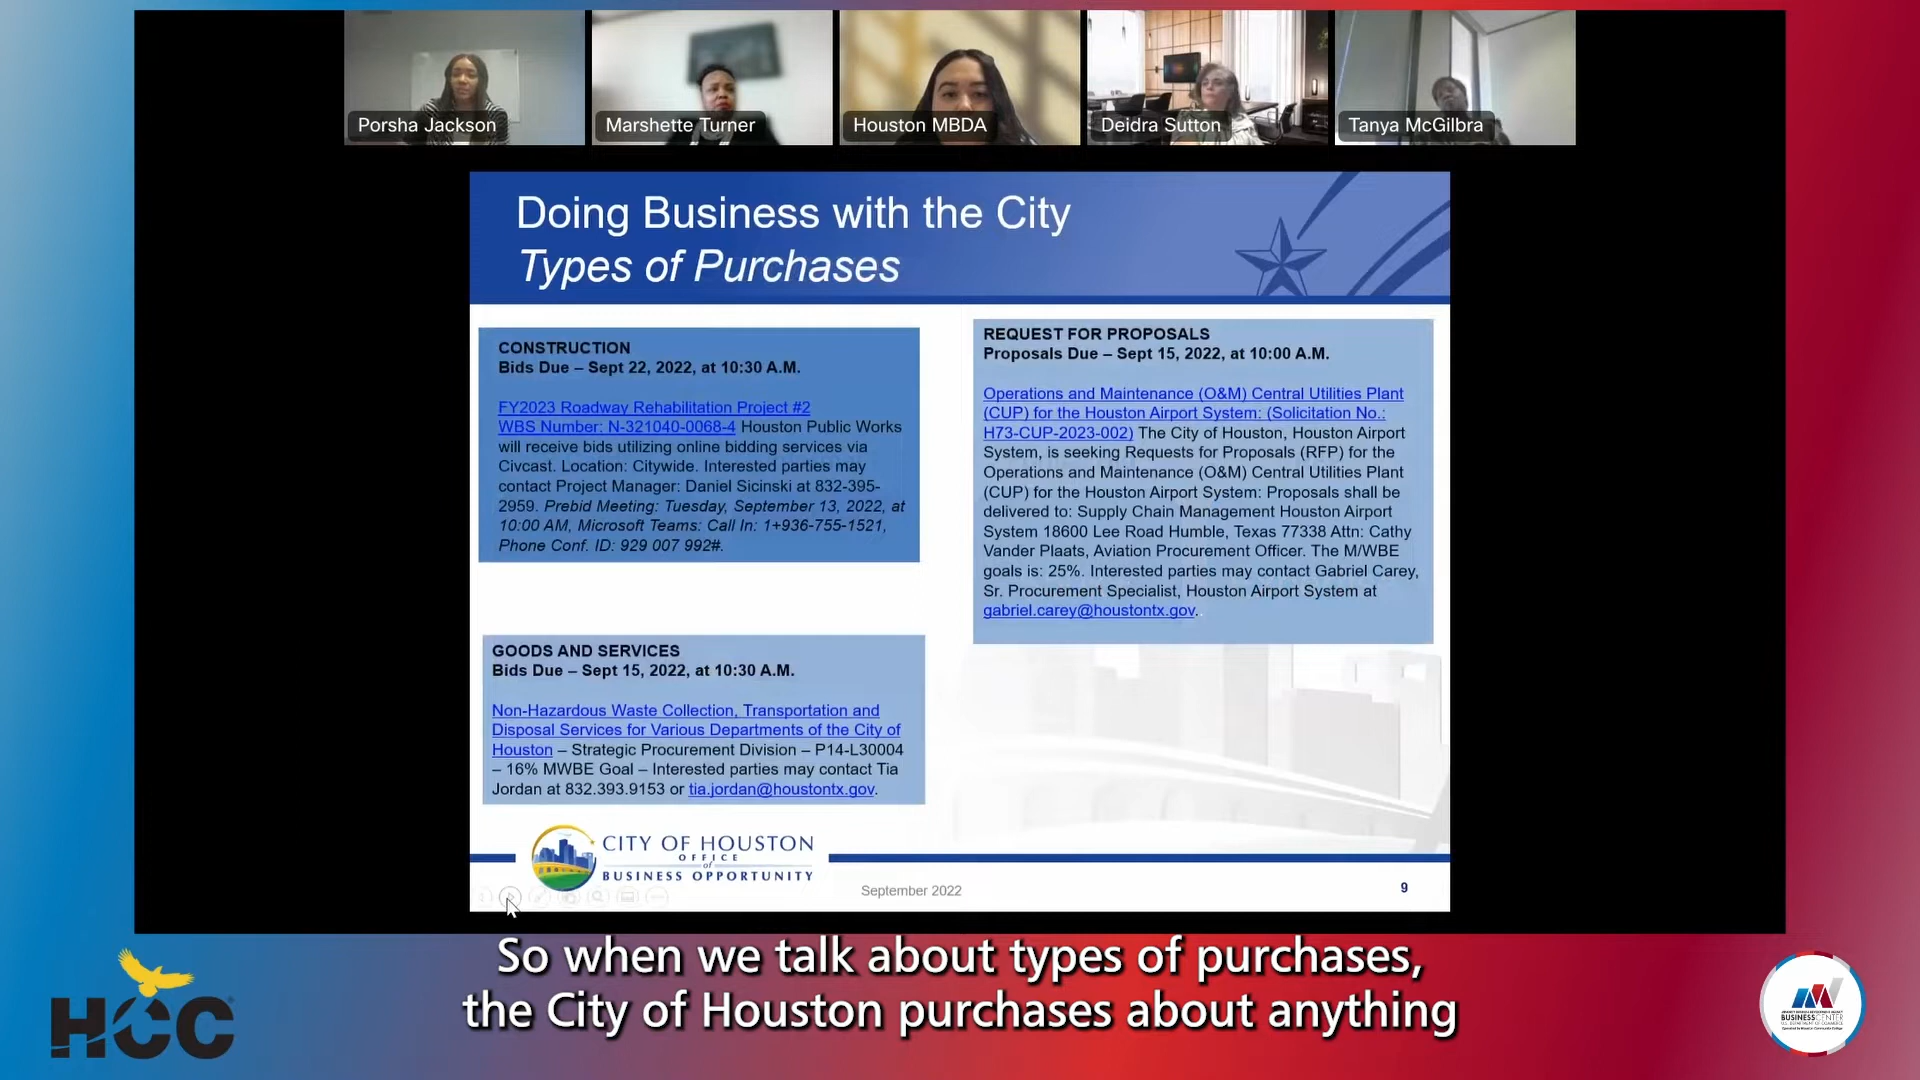 Porsha Jackson
Marshette Turner
Houston MBDA
Deidra Sutton
Tanya McGilbra
Doing Business with the City
Types of Purchases
CONSTRUCTION
Bids Due – Sept 22, 2022, at 10:30 A.M.
FY2023 Roadway Rehabilitation Project #2
WBS Number: N-321040-0068-4 Houston Public Works
will receive bids utilizing online bidding services via
Civcast. Location: Citywide. Interested parties may
contact Project Manager: Daniel Sicinski at 832-395-
2959. Prebid Meeting: Tuesday, September 13, 2022, at
10:00 AM, Microsoft Teams: Call In: 1+936-755-1521,
Phone Conf. ID: 929 007 992#.
GOODS AND SERVICES
Bids Due – Sept 15, 2022, at 10:30 A.M.
Non-Hazardous Waste Collection, Transportation and
Disposal Services for Various Departments of the City of
Houston – Strategic Procurement Division – P14-L30004
– 16% MWBE Goal – Interested parties may contact Tia
Jordan at 832.393.9153 or tia.jordan@houstontx.gov.
REQUEST FOR PROPOSALS
Proposals Due – Sept 15, 2022, at 10:00 A.M.
Operations and Maintenance (O&M) Central Utilities Plant
(CUP) for the Houston Airport System: (Solicitation No.:
H73-CUP-2023-002) The City of Houston, Houston Airport
System, is seeking Requests for Proposals (RFP) for the
Operations and Maintenance (O&M) Central Utilities Plant
(CUP) for the Houston Airport System: Proposals shall be
delivered to: Supply Chain Management Houston Airport
System 18600 Lee Road Humble, Texas 77338 Attn: Cathy
Vander Plaats, Aviation Procurement Officer. The M/WBE
goals is: 25%. Interested parties may contact Gabriel Carey,
Sr. Procurement Specialist, Houston Airport System at
gabriel.carey@houstontx.gov.
CITY OF HOUSTON
OFFICE
of
BUSINESS OPPORTUNITY
September 2022
9
So when we talk about types of purchases,
the City of Houston purchases about anything
HCC
BUSINESS CENTER
U.S. DEPARTMENT OF COMMERCE